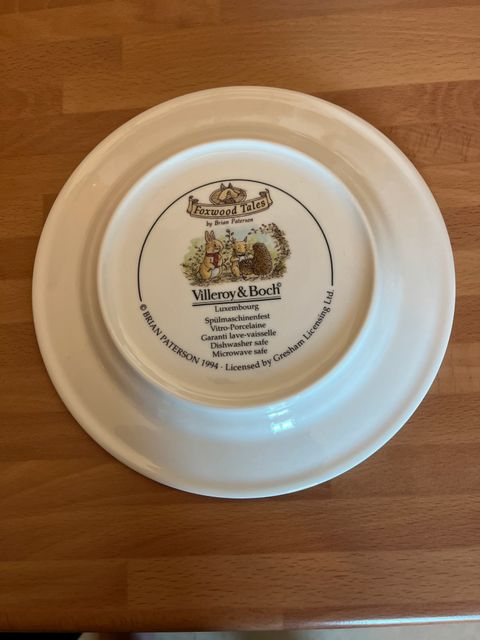 Foxwood Tales
by Brian Paterson
Villeroy & Boch®
Luxembourg
Spülmaschinenfest
Vitro-Porcelaine
Garanti lave-vaisselle
Dishwasher safe
Microwave safe
© BRIAN PATERSON 1994 · Licensed by Gresham Licensing Ltd.